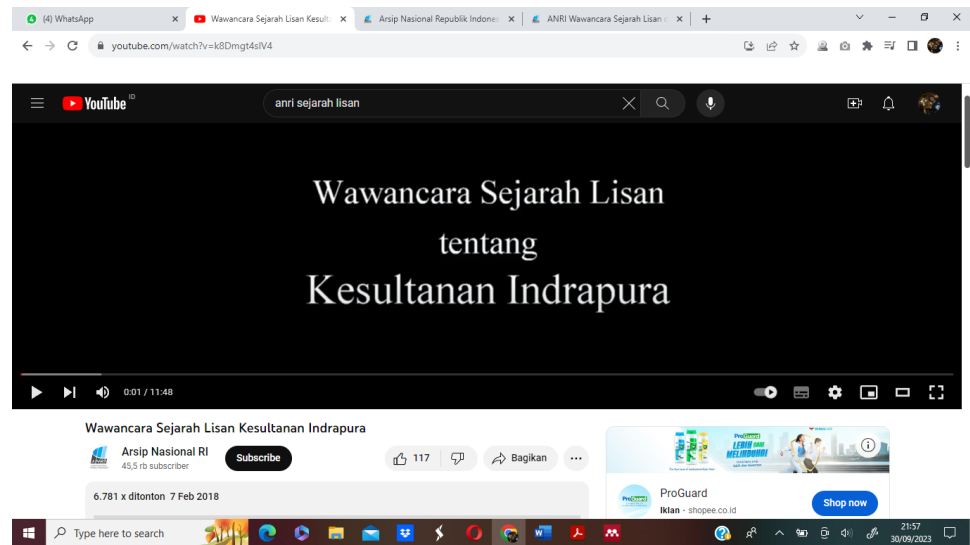 (4) WhatsApp
Wawancara Sejarah Lisan Kesult
Arsip Nasional Republik Indone
ANRI Wawancara Sejarah Lisan
youtube.com/watch?v=k8Dmgt4slV4
YouTube ID
anri sejarah lisan
Wawancara Sejarah Lisan
tentang
Kesultanan Indrapura
0:01 / 11:48
Wawancara Sejarah Lisan Kesultanan Indrapura
Arsip Nasional RI
45,5 rb subscriber
Subscribe
117
Bagikan
6.781 x ditonton 7 Feb 2018
ProGuard
LEBIH
MELINDUNGI
ProGuard
ProGuard
Iklan · shopee.co.id
Shop now
Type here to search
21:57
30/09/2023